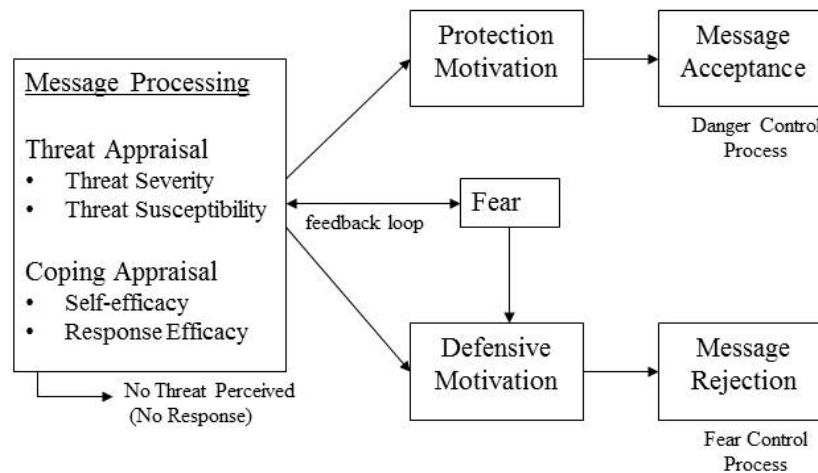 Message Processing
Threat Appraisal
• Threat Severity
• Threat Susceptibility
Coping Appraisal
• Self-efficacy
• Response Efficacy
No Threat Perceived
(No Response)
feedback loop
Fear
Protection
Motivation
Message
Acceptance
Danger Control
Process
Defensive
Motivation
Message
Rejection
Fear Control
Process